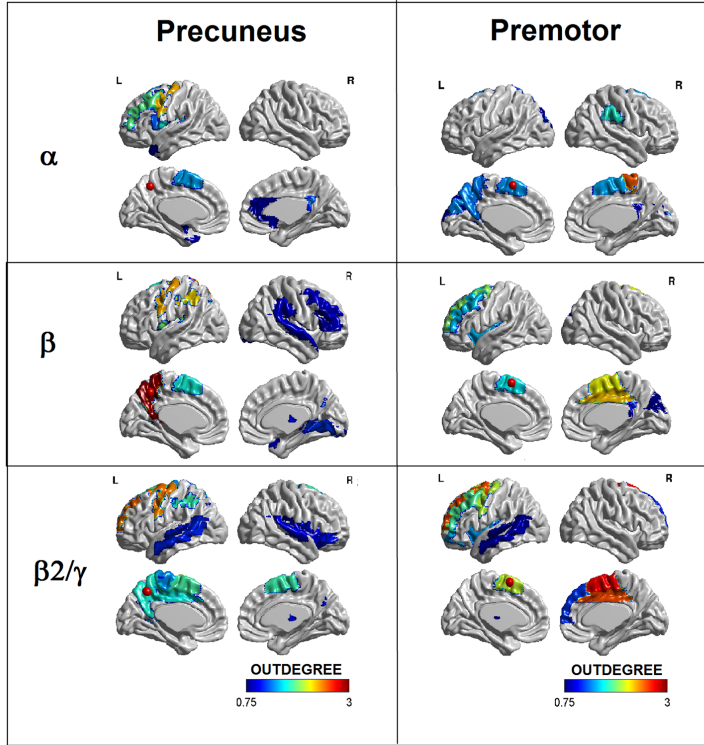 Precuneus
Premotor
L
R
L
R
α
L
R
L
R
β
L
R
L
R
β2/γ
OUTDEGREE
0.75
3
OUTDEGREE
0.75
3